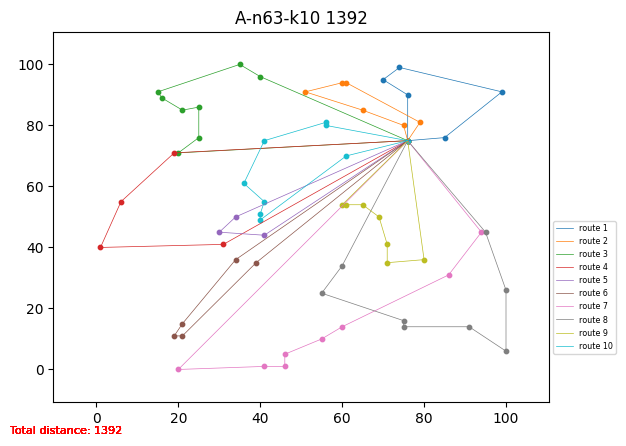 A-n63-k10 1392
100
80
60
40
20
0
0 20 40 60 80 100
route 1
route 2
route 3
route 4
route 5
route 6
route 7
route 8
route 9
route 10
Total distance: 1392